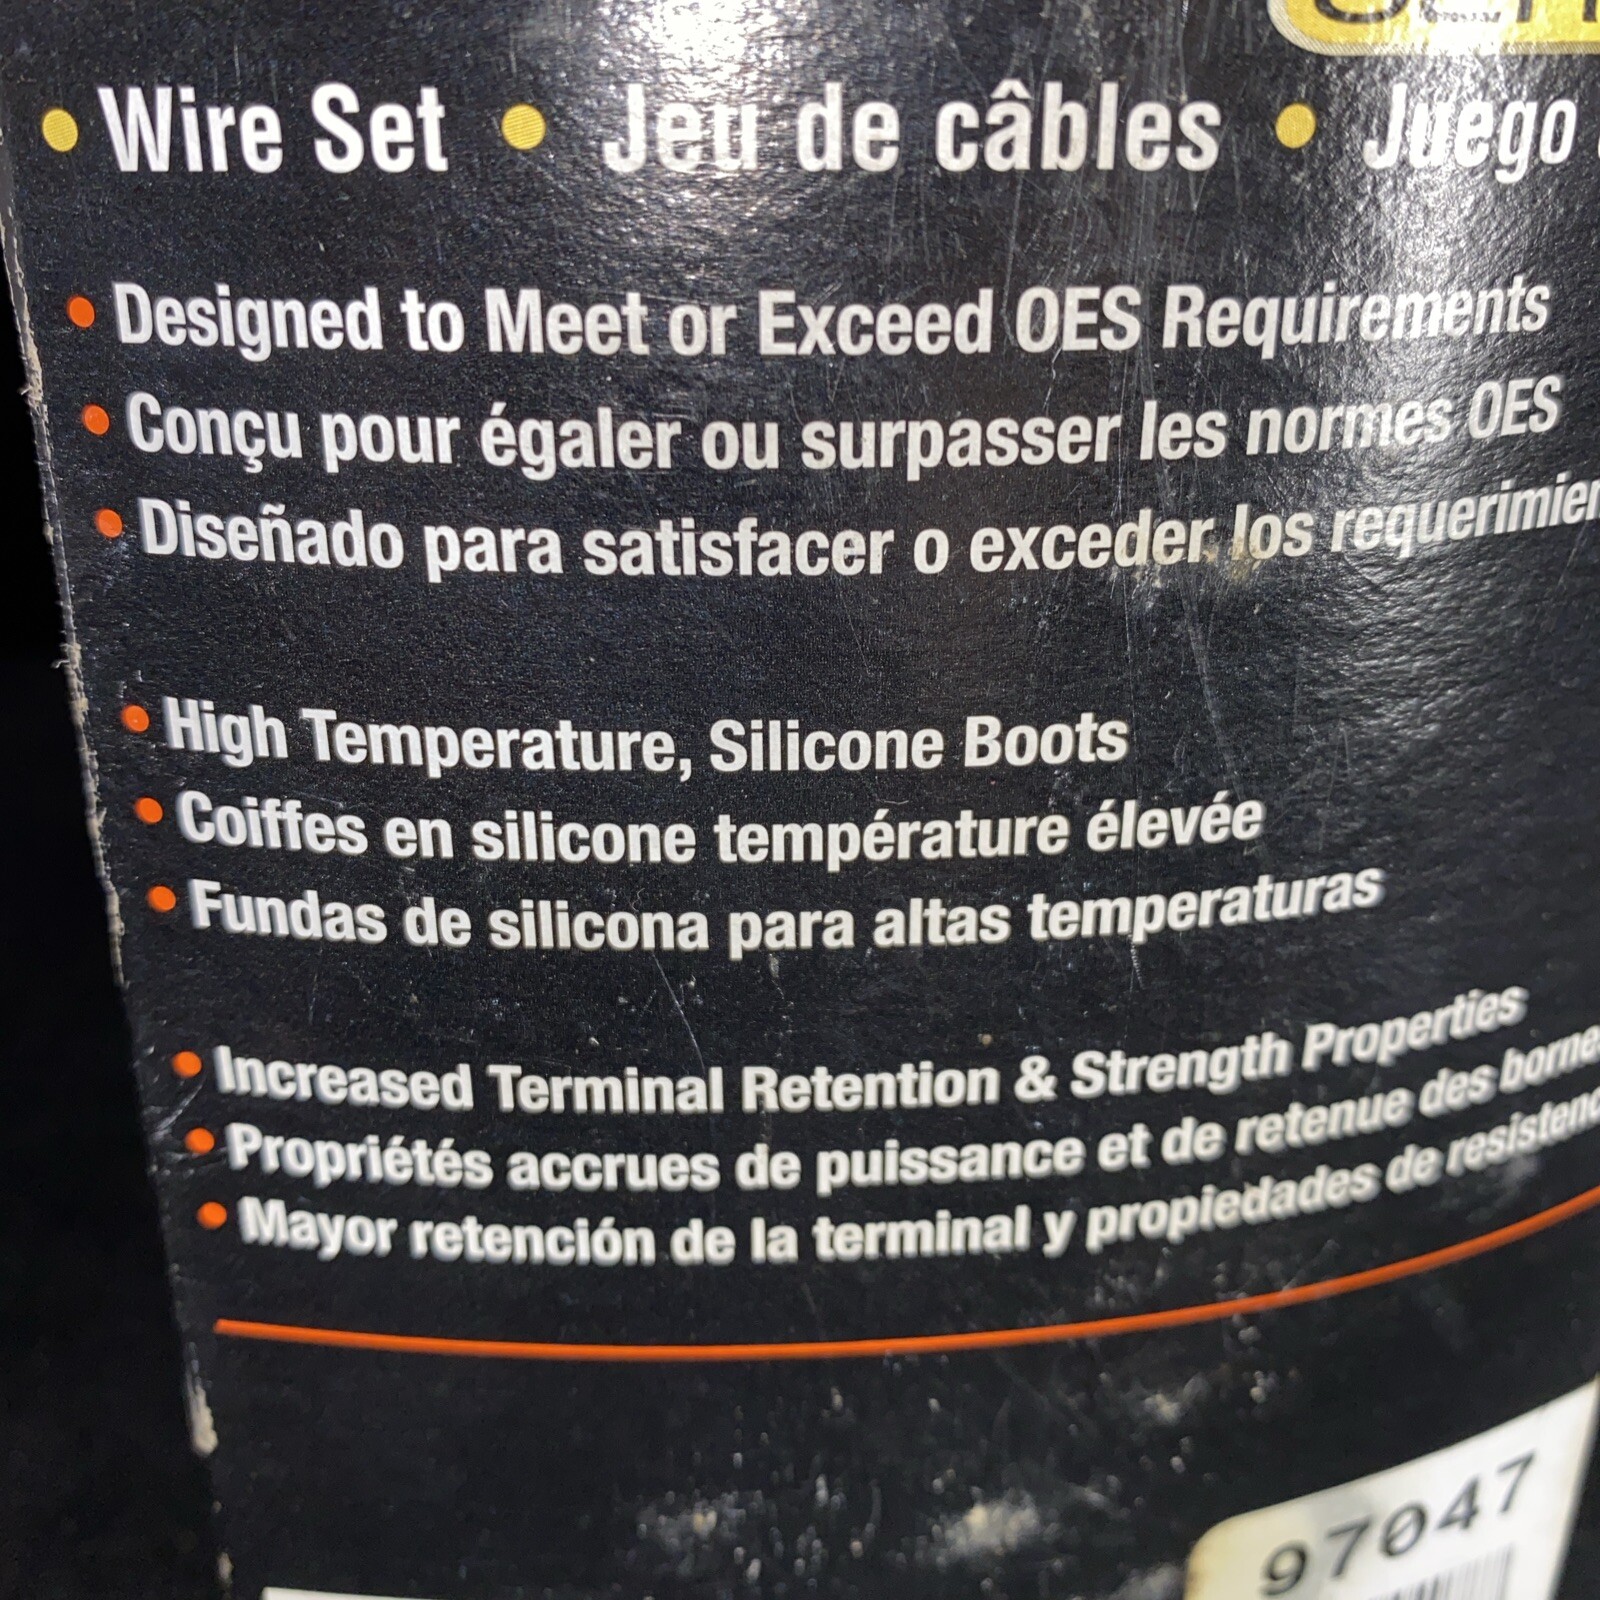 • Wire Set • Jeu de câbles • Juego
• Designed to Meet or Exceed OES Requirements
• Conçu pour égaler ou surpasser les normes OES
• Diseñado para satisfacer o exceder los
• High Temperature, Silicone Boots
• Coiffes en silicone température élevée
• Fundas de silicona para altas temperaturas
• Increased Terminal Retention & Strength Properties
• Propriétés accrues de puissance et de retenue des
• Mayor retención de la terminal y propiedades de
97047